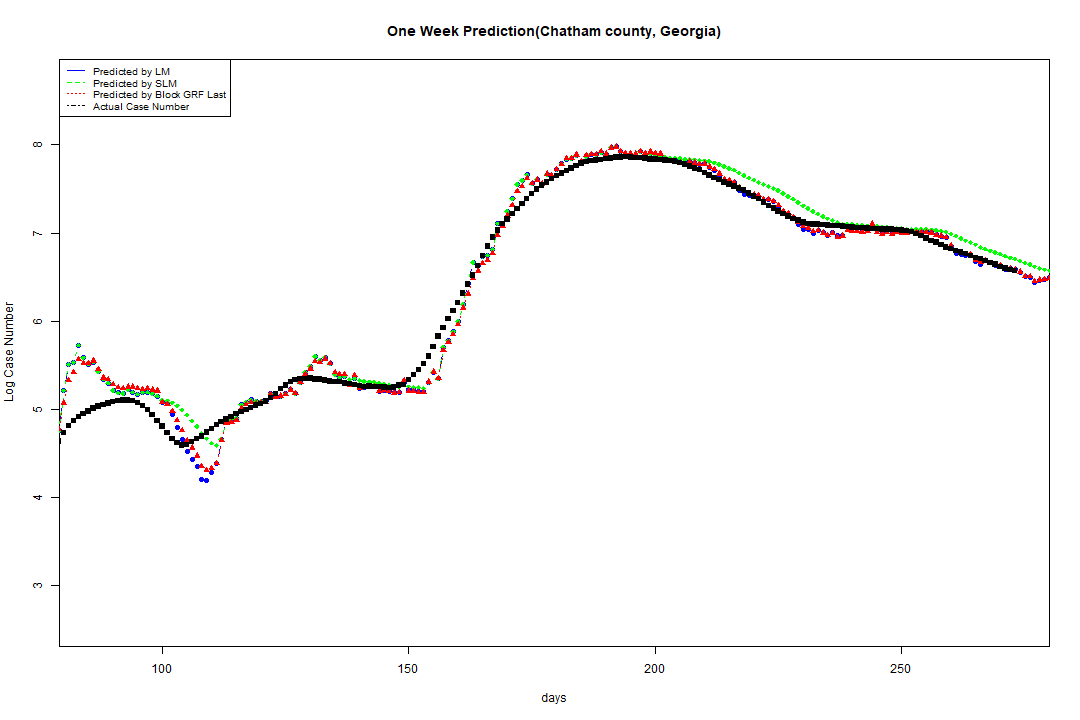 One Week Prediction(Chatham county, Georgia)
Predicted by LM
Predicted by SLM
Predicted by Block GRF Last
Actual Case Number
8
7
6
5
4
3
Log Case Number
100 150 200 250
days